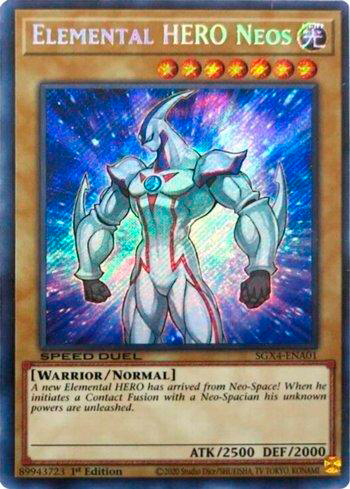 ELEMENTAL HERO NEOS
光
SPEED DUEL
SGX4-ENA01
[WARRIOR/NORMAL]
A new Elemental HERO has arrived from Neo-Space! When he
initiates a Contact Fusion with a Neo-Spacian his unknown
powers are unleashed.
ATK/2500 DEF/2000
89943723 1st Edition
©2020 Studio Dice/SHUEISHA, TV TOKYO, KONAMI